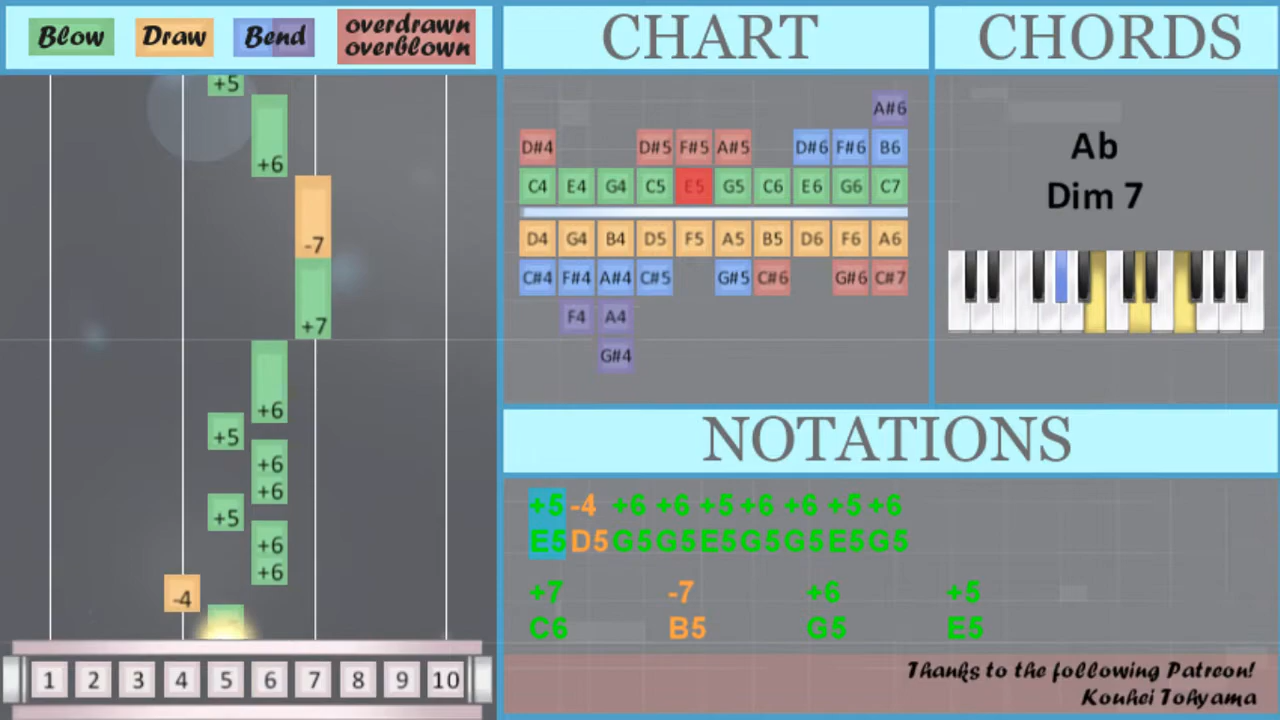 Blow Draw Bend overdrawn
overblown
CHART
CHORDS
+5
+6
-7
+7
+6
+5
+6
+6
+5
+6
+6
-4
1 2 3 4 5 6 7 8 9 10
A#6
D#4 D#5 F#5 A#5 D#6 F#6 B6
C4 E4 G4 C5 E5 G5 C6 E6 G6 C7
D4 G4 B4 D5 F5 A5 B5 D6 F6 A6
C#4 F#4 A#4 C#5 G#5 C#6 G#6 C#7
F4 A4
G#4
Ab
Dim 7
NOTATIONS
+5 -4 +6 +6 +5 +6 +6 +5 +6
E5 D5 G5 G5 E5 G5 G5 E5 G5
+7 -7 +6 +5
C6 B5 G5 E5
Thanks to the following Patreon!
Kouhei Tohyama